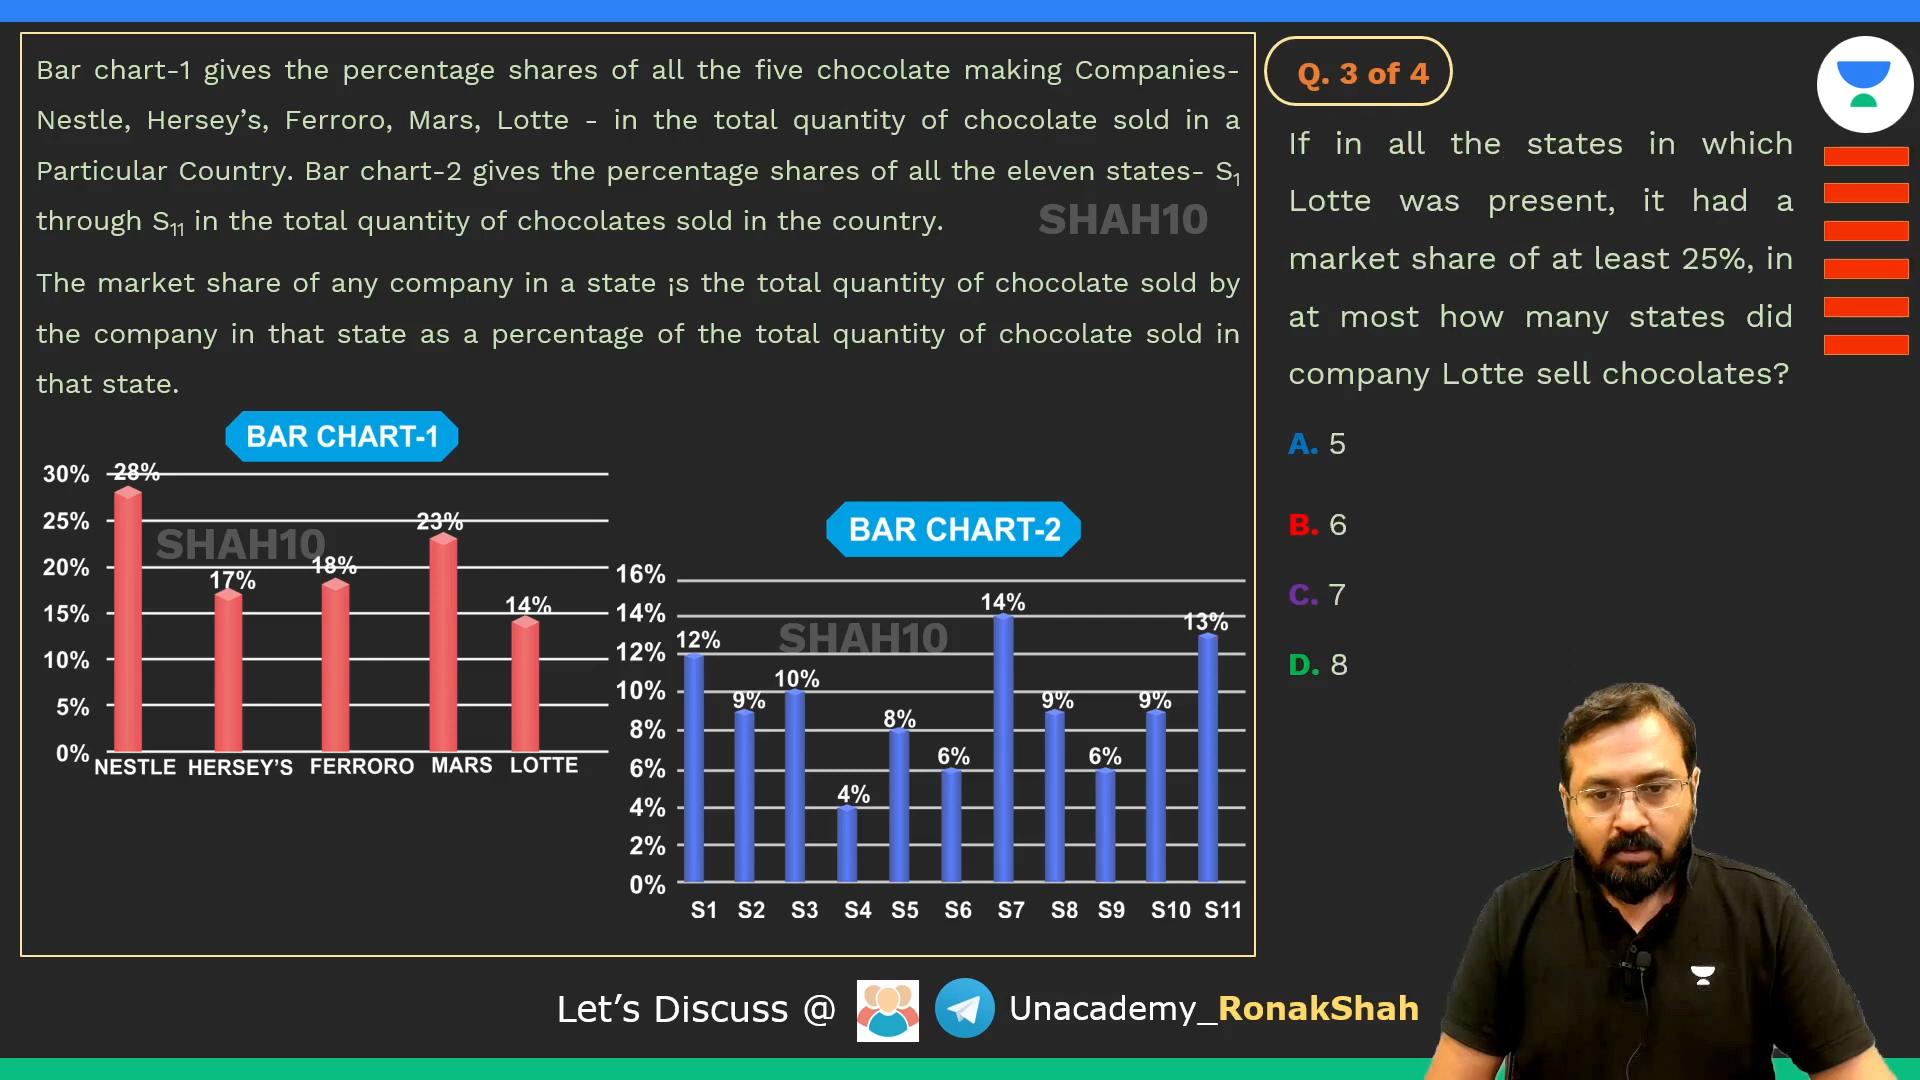 Bar chart-1 gives the percentage shares of all the five chocolate making Companies-
Nestle, Hersey’s, Ferroro, Mars, Lotte - in the total quantity of chocolate sold in a
Particular Country. Bar chart-2 gives the percentage shares of all the eleven states- S1
through S11 in the total quantity of chocolates sold in the country.
SHAH10
The market share of any company in a state ¡s the total quantity of chocolate sold by
the company in that state as a percentage of the total quantity of chocolate sold in
that state.
BAR CHART-1
30%
25%
20%
15%
10%
5%
0%
28%
17%
18%
23%
14%
SHAH10
NESTLE HERSEY’S FERRORO MARS LOTTE
BAR CHART-2
16%
14%
12%
10%
8%
6%
4%
2%
0%
12%
9%
10%
4%
8%
6%
14%
9%
6%
9%
13%
SHAH10
S1 S2 S3 S4 S5 S6 S7 S8 S9 S10 S11
Q. 3 of 4
If in all the states in which
Lotte was present, it had a
market share of at least 25%, in
at most how many states did
company Lotte sell chocolates?
A. 5
B. 6
C. 7
D. 8
Let’s Discuss @ Unacademy_RonakShah